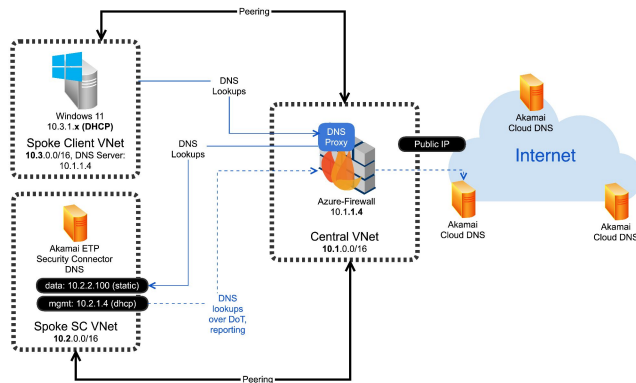 Peering
Windows 11
10.3.1.x (DHCP)
Spoke Client VNet
10.3.0.0/16, DNS Server:
10.1.1.4
DNS
Lookups
DNS
Lookups
DNS
Proxy
Azure-Firewall
10.1.1.4
Central VNet
10.1.0.0/16
Public IP
Akamai
Cloud DNS
Internet
Akamai
Cloud DNS
Akamai
Cloud DNS
Akamai ETP
Security Connector
DNS
data: 10.2.2.100 (static)
mgmt: 10.2.1.4 (dhcp)
Spoke SC VNet
10.2.0.0/16
DNS
lookups
over DoT,
reporting
Peering